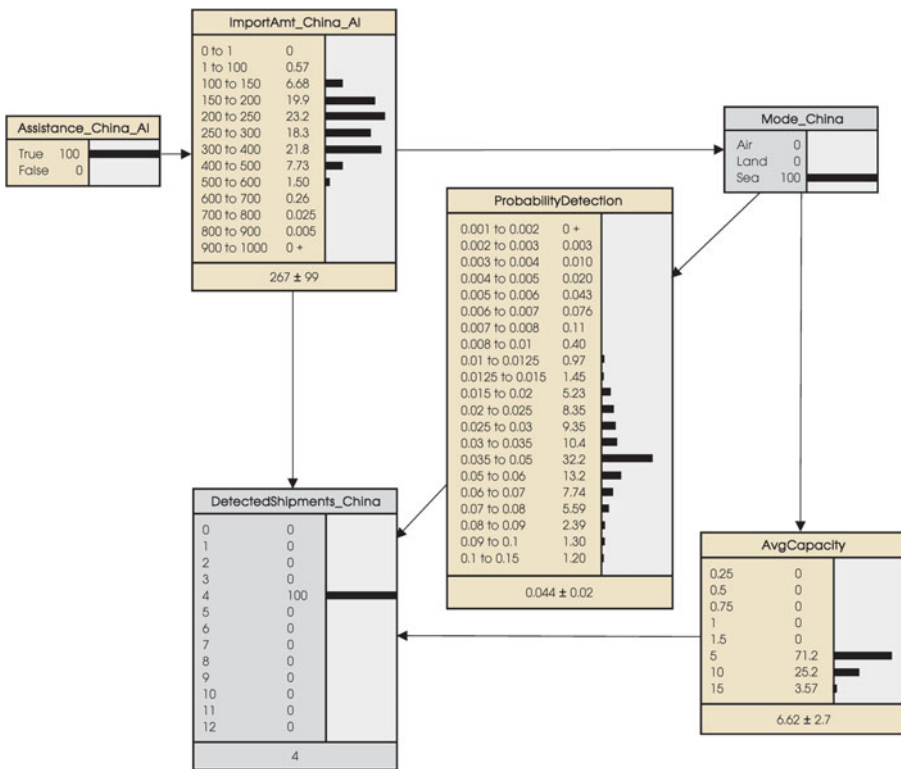 ImportAmt_China_AI
0 to 1 0
1 to 100 0.57
100 to 150 6.68
150 to 200 19.9
200 to 250 23.2
250 to 300 18.3
300 to 400 21.8
400 to 500 7.73
500 to 600 1.50
600 to 700 0.26
700 to 800 0.025
800 to 900 0.005
900 to 1000 0 +
267 ± 99
Assistance_China_AI
True 100
False 0
Mode_China
Air 0
Land 0
Sea 100
ProbabilityDetection
0.001 to 0.002 0 +
0.002 to 0.003 0.003
0.003 to 0.004 0.010
0.004 to 0.005 0.020
0.005 to 0.006 0.043
0.006 to 0.007 0.076
0.007 to 0.008 0.11
0.008 to 0.01 0.40
0.01 to 0.0125 0.97
0.0125 to 0.015 1.45
0.015 to 0.02 5.23
0.02 to 0.025 8.35
0.025 to 0.03 9.35
0.03 to 0.035 10.4
0.035 to 0.05 32.2
0.05 to 0.06 13.2
0.06 to 0.07 7.74
0.07 to 0.08 5.59
0.08 to 0.09 2.39
0.09 to 0.1 1.30
0.1 to 0.15 1.20
0.044 ± 0.02
DetectedShipments_China
0 0
1 0
2 0
3 0
4 100
5 0
6 0
7 0
8 0
9 0
10 0
11 0
12 0
4
AvgCapacity
0.25 0
0.5 0
0.75 0
1 0
1.5 0
5 71.2
10 25.2
15 3.57
6.62 ± 2.7